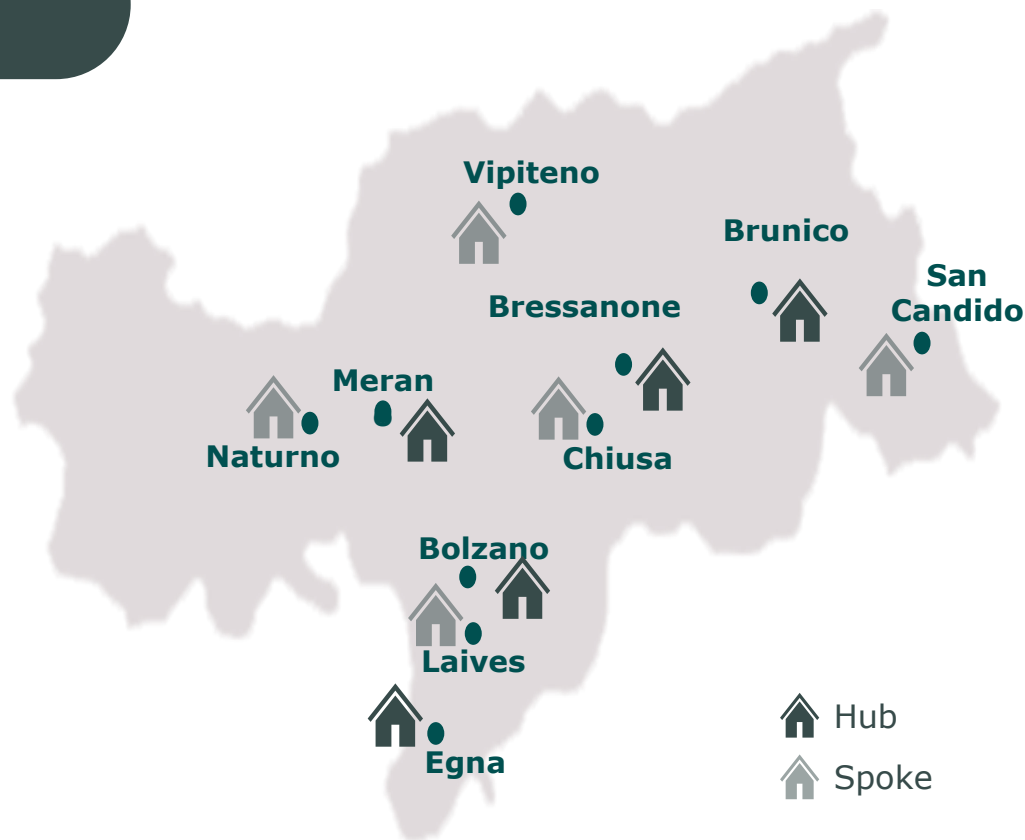 Vipiteno
Brunico
San
Candido
Bressanone
Meran
Naturno
Chiusa
Bolzano
Laives
Egna
Hub
Spoke